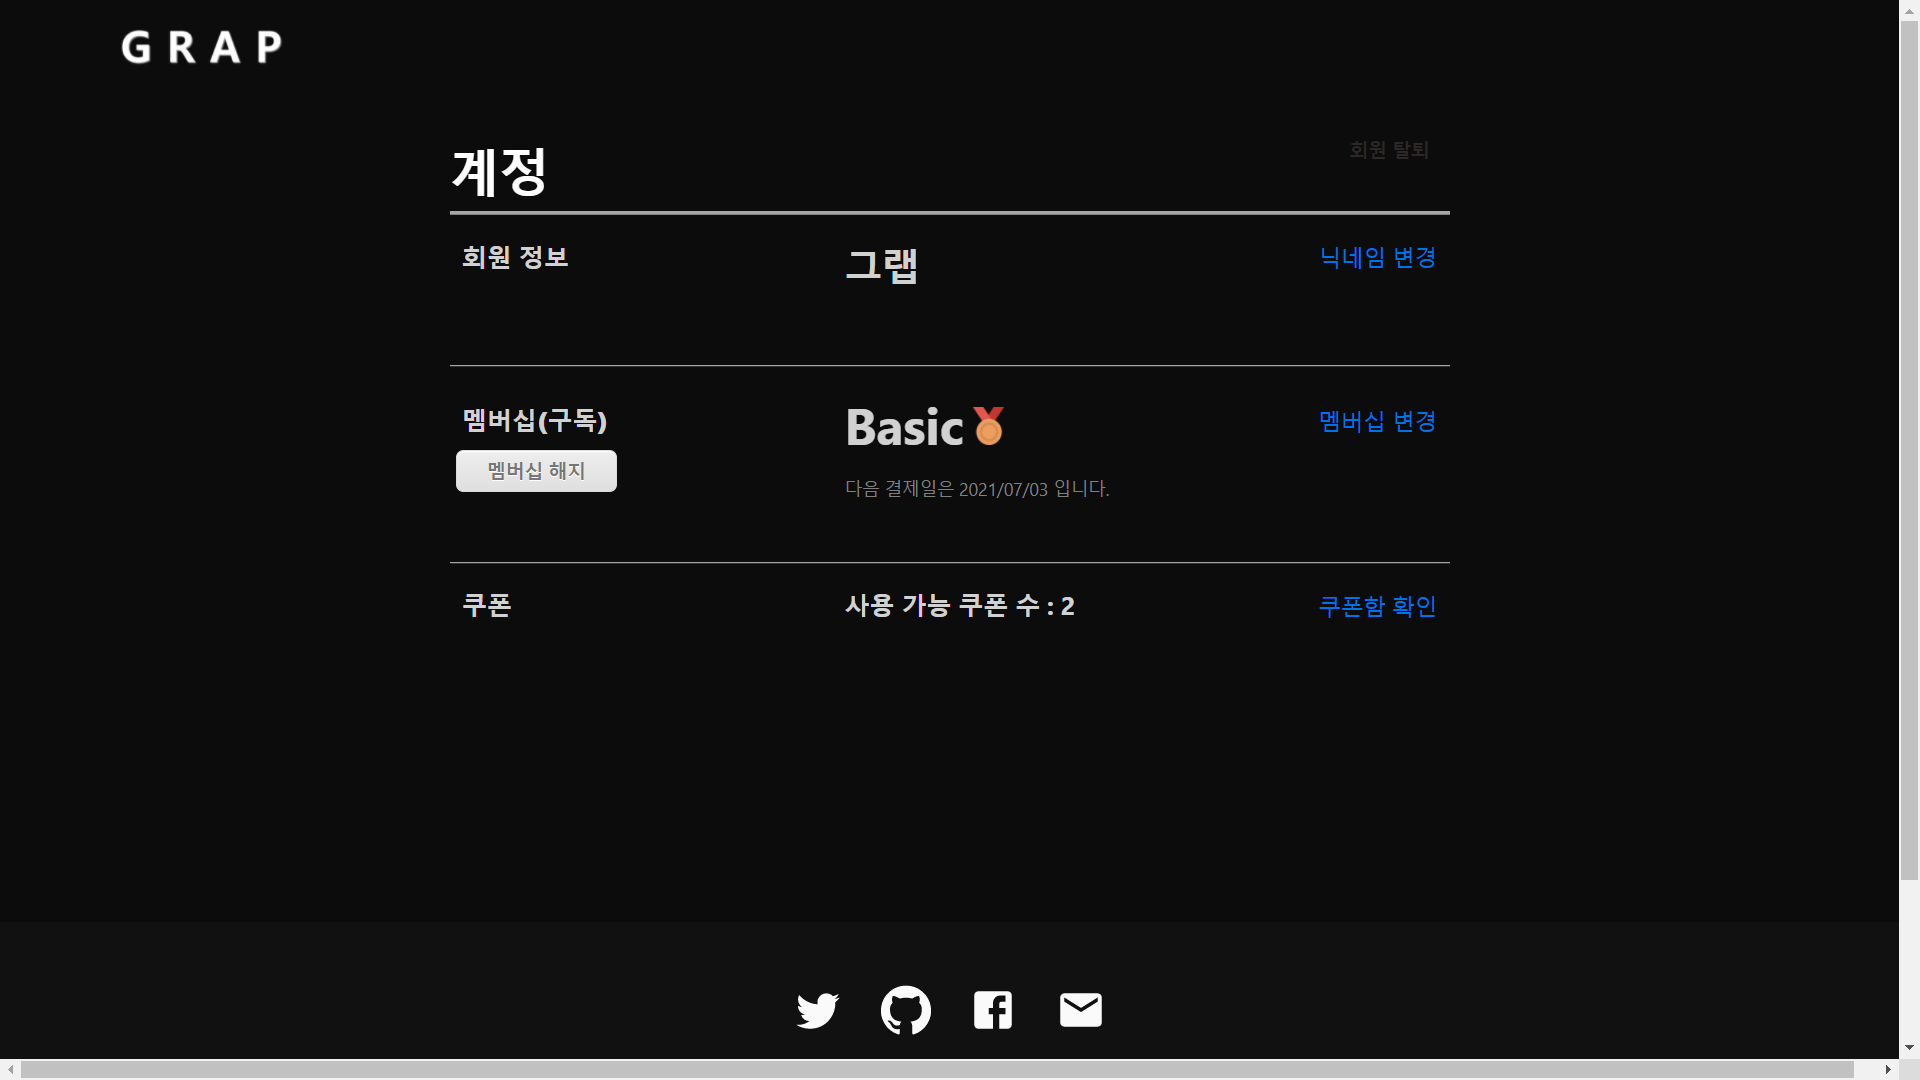 GRAP
계정
회원 탈퇴
회원 정보
그랩
닉네임 변경
멤버십(구독)
Basic
멤버십 변경
멤버십 해지
다음 결제일은 2021/07/03 입니다.
쿠폰
사용 가능 쿠폰 수 : 2
쿠폰함 확인